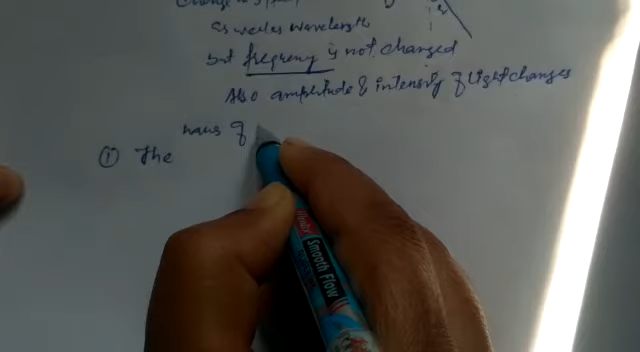 as well as wavelength
but frequency is not changed
Also amplitude & intensity of light changes
laws of
① The
Smooth Flow